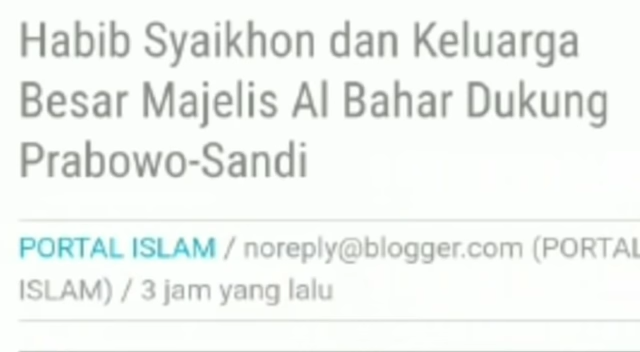 Habib Syaikhon dan Keluarga
Besar Majelis Al Bahar Dukung
Prabowo-Sandi
PORTAL ISLAM / noreply@blogger.com (PORTAL
ISLAM) / 3 jam yang lalu